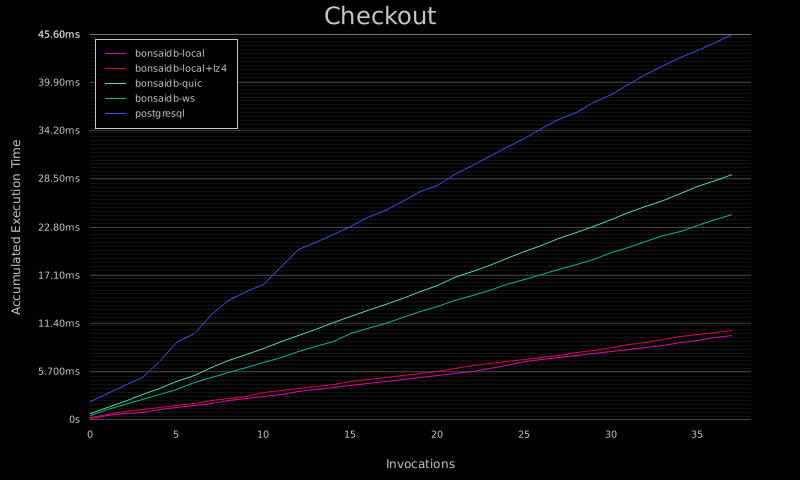 Checkout
45.60ms
39.90ms
34.20ms
28.50ms
22.80ms
17.10ms
11.40ms
5.700ms
0s
bonsaidb-local
bonsaidb-local+lz4
bonsaidb-quic
bonsaidb-ws
postgresql
Accumulated Execution Time
0 5 10 15 20 25 30 35
Invocations